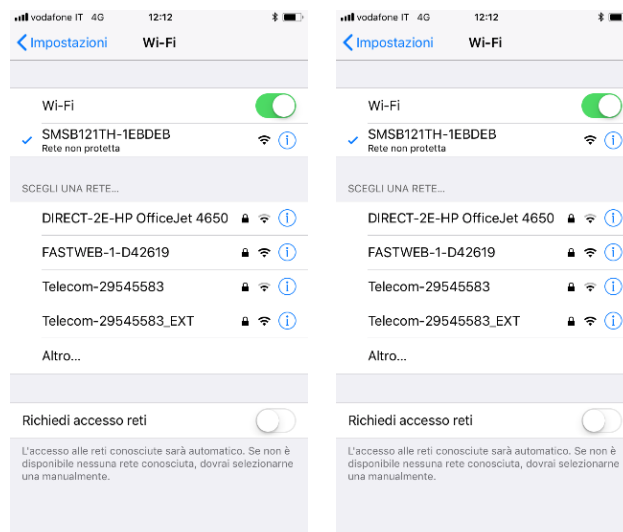 vodafone IT 4G 12:12
Impostazioni Wi-Fi
Wi-Fi
SMSB121TH-1EBDEB
Rete non protetta
SCEGLI UNA RETE...
DIRECT-2E-HP OfficeJet 4650
FASTWEB-1-D42619
Telecom-29545583
Telecom-29545583_EXT
Altro...
Richiedi accesso reti
L'accesso alle reti conosciute sarà automatico. Se non è
disponibile nessuna rete conosciuta, dovrai selezionarne
una manualmente.
vodafone IT 4G 12:12
Impostazioni Wi-Fi
Wi-Fi
SMSB121TH-1EBDEB
Rete non protetta
SCEGLI UNA RETE...
DIRECT-2E-HP OfficeJet 4650
FASTWEB-1-D42619
Telecom-29545583
Telecom-29545583_EXT
Altro...
Richiedi accesso reti
L'accesso alle reti conosciute sarà automatico. Se non è
disponibile nessuna rete conosciuta, dovrai selezionarne
una manualmente.